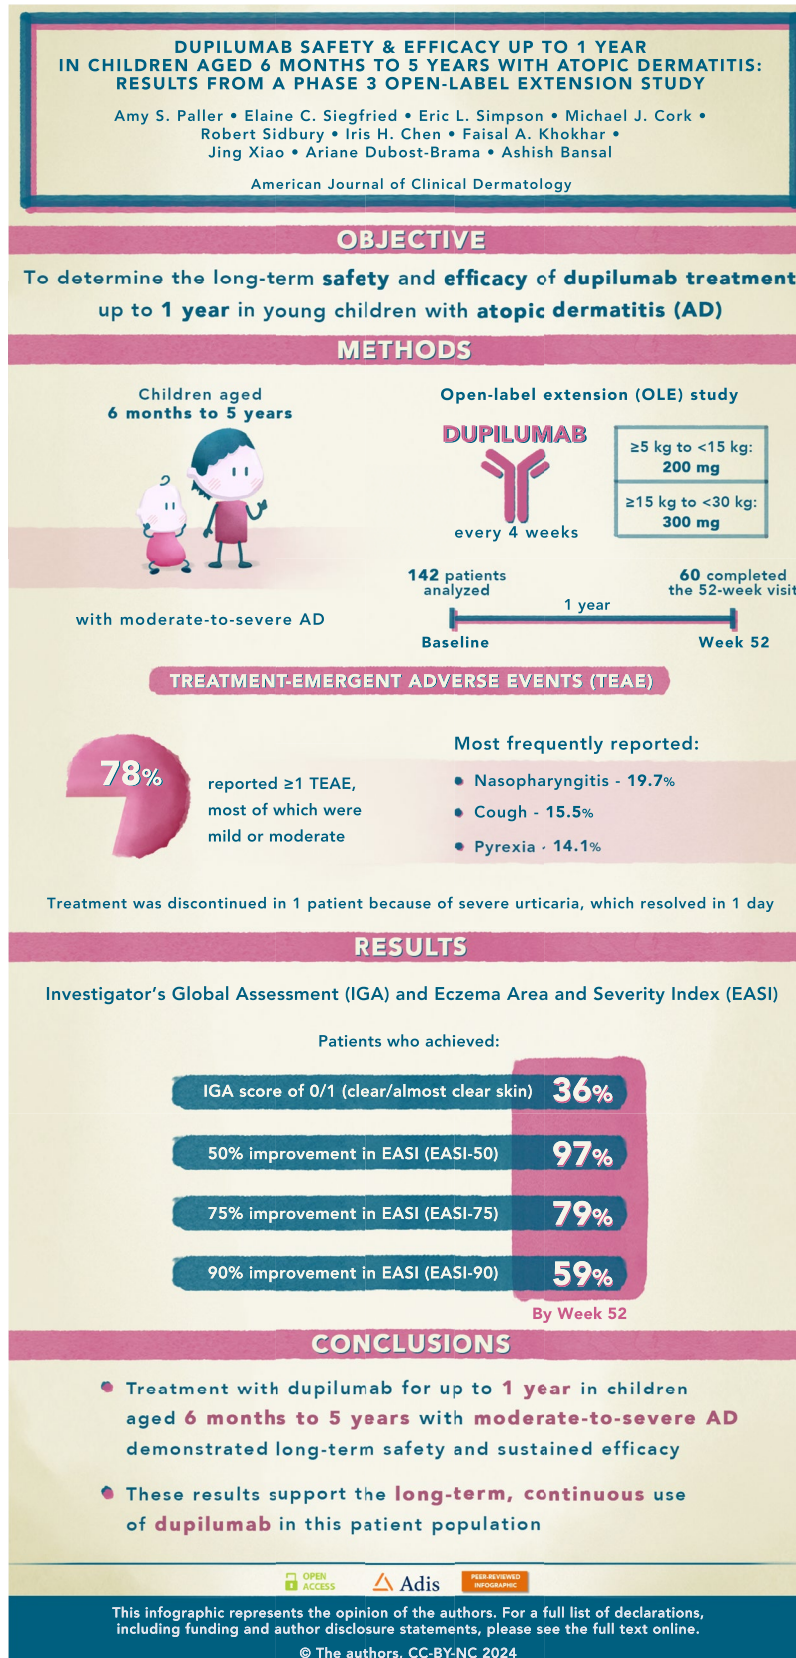 DUPILUMAB SAFETY & EFFICACY UP TO 1 YEAR
IN CHILDREN AGED 6 MONTHS TO 5 YEARS WITH ATOPIC DERMATITIS:
RESULTS FROM A PHASE 3 OPEN-LABEL EXTENSION STUDY
Amy S. Paller • Elaine C. Siegfried • Eric L. Simpson • Michael J. Cork •
Robert Sidbury • Iris H. Chen • Faisal A. Khokhar •
Jing Xiao • Ariane Dubost-Brama • Ashish Bansal
American Journal of Clinical Dermatology
OBJECTIVE
To determine the long-term safety and efficacy of dupilumab treatment
up to 1 year in young children with atopic dermatitis (AD)
METHODS
Children aged
6 months to 5 years
with moderate-to-severe AD
Open-label extension (OLE) study
DUPILUMAB
every 4 weeks
≥5 kg to <15 kg:
200 mg
≥15 kg to <30 kg:
300 mg
142 patients
analyzed
60 completed
the 52-week visit
1 year
Baseline
Week 52
TREATMENT-EMERGENT ADVERSE EVENTS (TEAE)
78%
reported ≥1 TEAE,
most of which were
mild or moderate
Most frequently reported:
• Nasopharyngitis - 19.7%
• Cough - 15.5%
• Pyrexia - 14.1%
Treatment was discontinued in 1 patient because of severe urticaria, which resolved in 1 day
RESULTS
Investigator's Global Assessment (IGA) and Eczema Area and Severity Index (EASI)
Patients who achieved:
IGA score of 0/1 (clear/almost clear skin) 36%
50% improvement in EASI (EASI-50) 97%
75% improvement in EASI (EASI-75) 79%
90% improvement in EASI (EASI-90) 59%
By Week 52
CONCLUSIONS
• Treatment with dupilumab for up to 1 year in children
aged 6 months to 5 years with moderate-to-severe AD
demonstrated long-term safety and sustained efficacy
• These results support the long-term, continuous use
of dupilumab in this patient population
OPEN
ACCESS
Adis
PEER-REVIEWED
INFOGRAPHIC
This infographic represents the opinion of the authors. For a full list of declarations,
including funding and author disclosure statements, please see the full text online.
© The authors, CC-BY-NC 2024